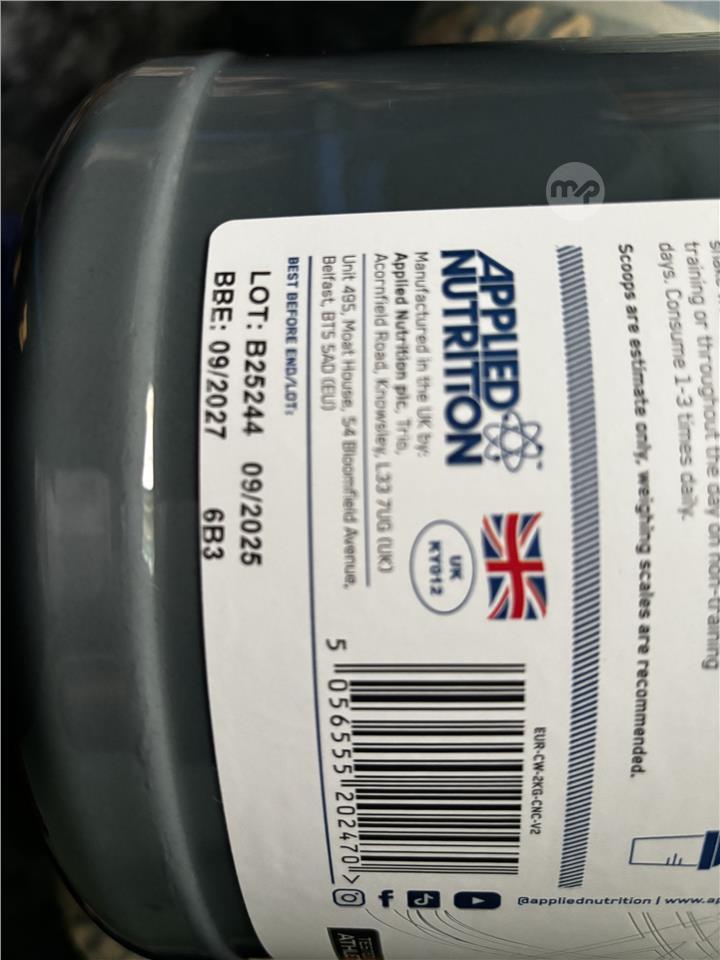 training or throughout the day on non-training
days. Consume 1-3 times daily.
Scoops are estimate only, weighing scales are recommended.
APPLIED
NUTRITION
Manufactured in the UK by:
Applied Nutrition plc, Trio,
Acornfield Road, Knowsley, L33 7UG (UK)
Unit 495, Moat House, 54 Bloomfield Avenue,
Belfast, BT5 5AD (EU)
UK
KY012
BEST BEFORE END/LOT:
LOT: B25244 09/2025
BBE: 09/2027 6B3
EUR-CW-2KG-CNC-V2
5 056555 202470 >
@appliednutrition | www.ap
mp